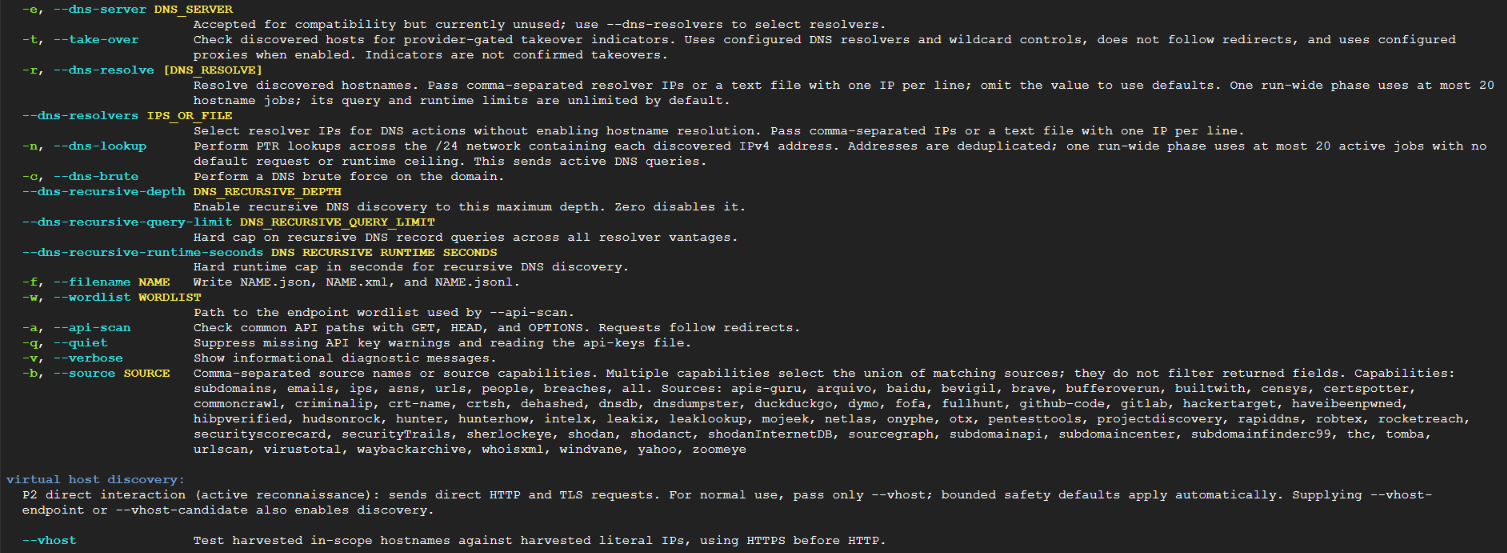 -e, --dns-server DNS_SERVER
Accepted for compatibility but currently unused; use --dns-resolvers to select resolvers.
-t, --take-over Check discovered hosts for provider-gated takeover indicators. Uses configured DNS resolvers and wildcard controls, does not follow redirects, and uses configured
proxies when enabled. Indicators are not confirmed takeovers.
-r, --dns-resolve [DNS_RESOLVE]
Resolve discovered hostnames. Pass comma-separated resolver IPs or a text file with one IP per line; omit the value to use defaults. One run-wide phase uses at most 20
hostname jobs; its query and runtime limits are unlimited by default.
--dns-resolvers IPS_OR_FILE
Select resolver IPs for DNS actions without enabling hostname resolution. Pass comma-separated IPs or a text file with one IP per line.
-n, --dns-lookup Perform PTR lookups across the /24 network containing each discovered IPv4 address. Addresses are deduplicated; one run-wide phase uses at most 20 active jobs with no
default request or runtime ceiling. This sends active DNS queries.
-c, --dns-brute Perform a DNS brute force on the domain.
--dns-recursive-depth DNS_RECURSIVE_DEPTH
Enable recursive DNS discovery to this maximum depth. Zero disables it.
--dns-recursive-query-limit DNS_RECURSIVE_QUERY_LIMIT
Hard cap on recursive DNS record queries across all resolver vantages.
--dns-recursive-runtime-seconds DNS_RECURSIVE_RUNTIME_SECONDS
Hard runtime cap in seconds for recursive DNS discovery.
-f, --filename NAME Write NAME.json, NAME.xml, and NAME.jsonl.
-w, --wordlist WORDLIST
Path to the endpoint wordlist used by --api-scan.
-a, --api-scan Check common API paths with GET, HEAD, and OPTIONS. Requests follow redirects.
-q, --quiet Suppress missing API key warnings and reading the api-keys file.
-v, --verbose Show informational diagnostic messages.
-b, --source SOURCE Comma-separated source names or source capabilities. Multiple capabilities select the union of matching sources; they do not filter returned fields. Capabilities:
subdomains, emails, ips, asns, urls, people, breaches, all. Sources: apis-guru, arquivo, baidu, bevigil, brave, bufferoverun, builtwith, censys, certspotter,
commoncrawl, criminalip, crt-name, crtsh, dehashed, dnsdb, dnsdumpster, duckduckgo, dymo, fofa, fullhunt, github-code, gitlab, hackertarget, haveibeenpwned,
hibpverified, hudsonrock, hunter, hunterhow, intelx, leakix, leaklookup, mojeek, netlas, onyphe, otx, pentesttools, projectdiscovery, rapiddns, robtex, rocketreach,
securityscorecard, securityTrails, sherlockeye, shodan, shodanct, shodanInternetDB, sourcegraph, subdomainapi, subdomaincenter, subdomainfinderc99, thc, tomba,
urlscan, virustotal, waybackarchive, whoisxml, windvane, yahoo, zoomeye
virtual host discovery:
P2 direct interaction (active reconnaissance): sends direct HTTP and TLS requests. For normal use, pass only --vhost; bounded safety defaults apply automatically. Supplying --vhost-
endpoint or --vhost-candidate also enables discovery.
--vhost Test harvested in-scope hostnames against harvested literal IPs, using HTTPS before HTTP.